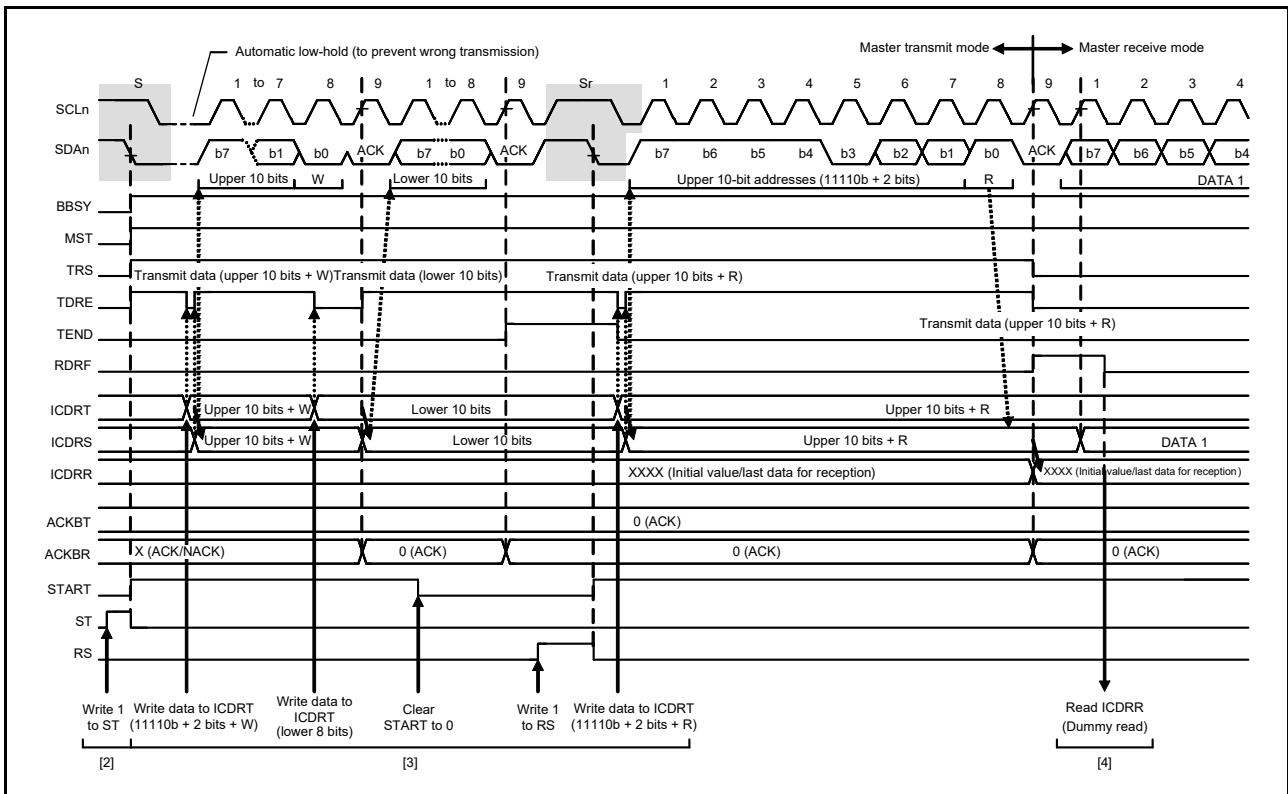 Automatic low-hold (to prevent wrong transmission)
Master transmit mode Master receive mode
S 1 to 7 8 9 1 to 8 9 Sr 1 2 3 4 5 6 7 8 9 1 2 3 4
SCLn
SDAn b7 b1 b0 ACK b7 b0 ACK b7 b6 b5 b4 b3 b2 b1 b0 ACK b7 b6 b5 b4
Upper 10 bits W Lower 10 bits Upper 10-bit addresses (11110b + 2 bits) R DATA 1
BBSY
MST
TRS
Transmit data (upper 10 bits + W) Transmit data (lower 10 bits) Transmit data (upper 10 bits + R)
TDRE
Transmit data (upper 10 bits + R)
TEND
RDRF
ICDRT Upper 10 bits + W Lower 10 bits Upper 10 bits + R
ICDRS Upper 10 bits + W Lower 10 bits Upper 10 bits + R DATA 1
ICDRR XXXX (Initial value/last data for reception) XXXX (Initial value/last data for reception)
ACKBT 0 (ACK)
ACKBR X (ACK/NACK) 0 (ACK) 0 (ACK) 0 (ACK)
START
ST
RS
Write 1
to ST
Write data to ICDRT
(11110b + 2 bits + W)
Write data to
ICDRT
(lower 8 bits)
Clear
START to 0
Write 1
to RS
Write data to ICDRT
(11110b + 2 bits + R)
Read ICDRR
(Dummy read)
[2] [3] [4]